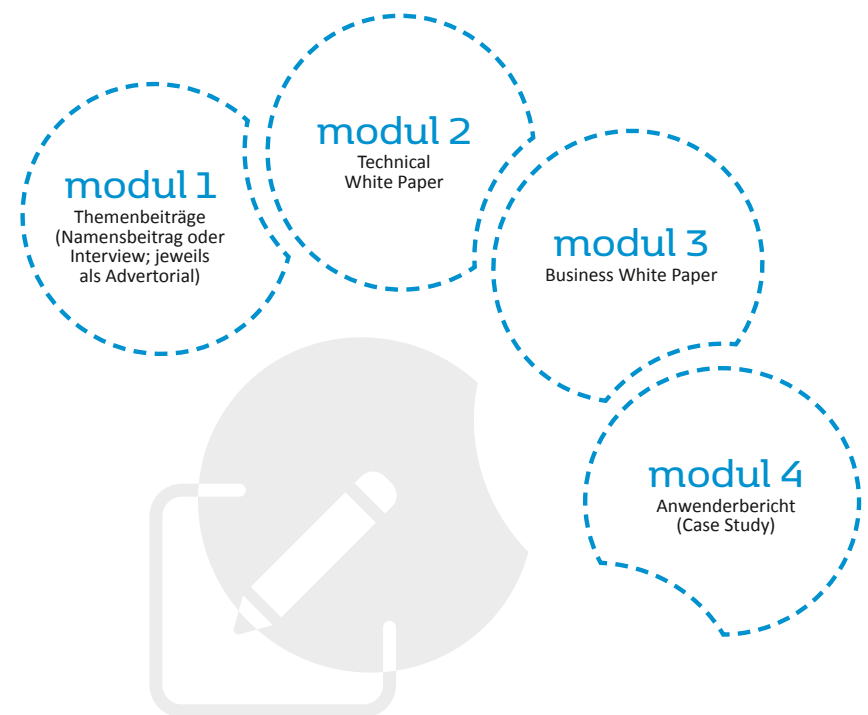 modul 1
Themenbeiträge
(Namensbeitrag oder
Interview; jeweils
als Advertorial)
modul 2
Technical
White Paper
modul 3
Business White Paper
modul 4
Anwenderbericht
(Case Study)